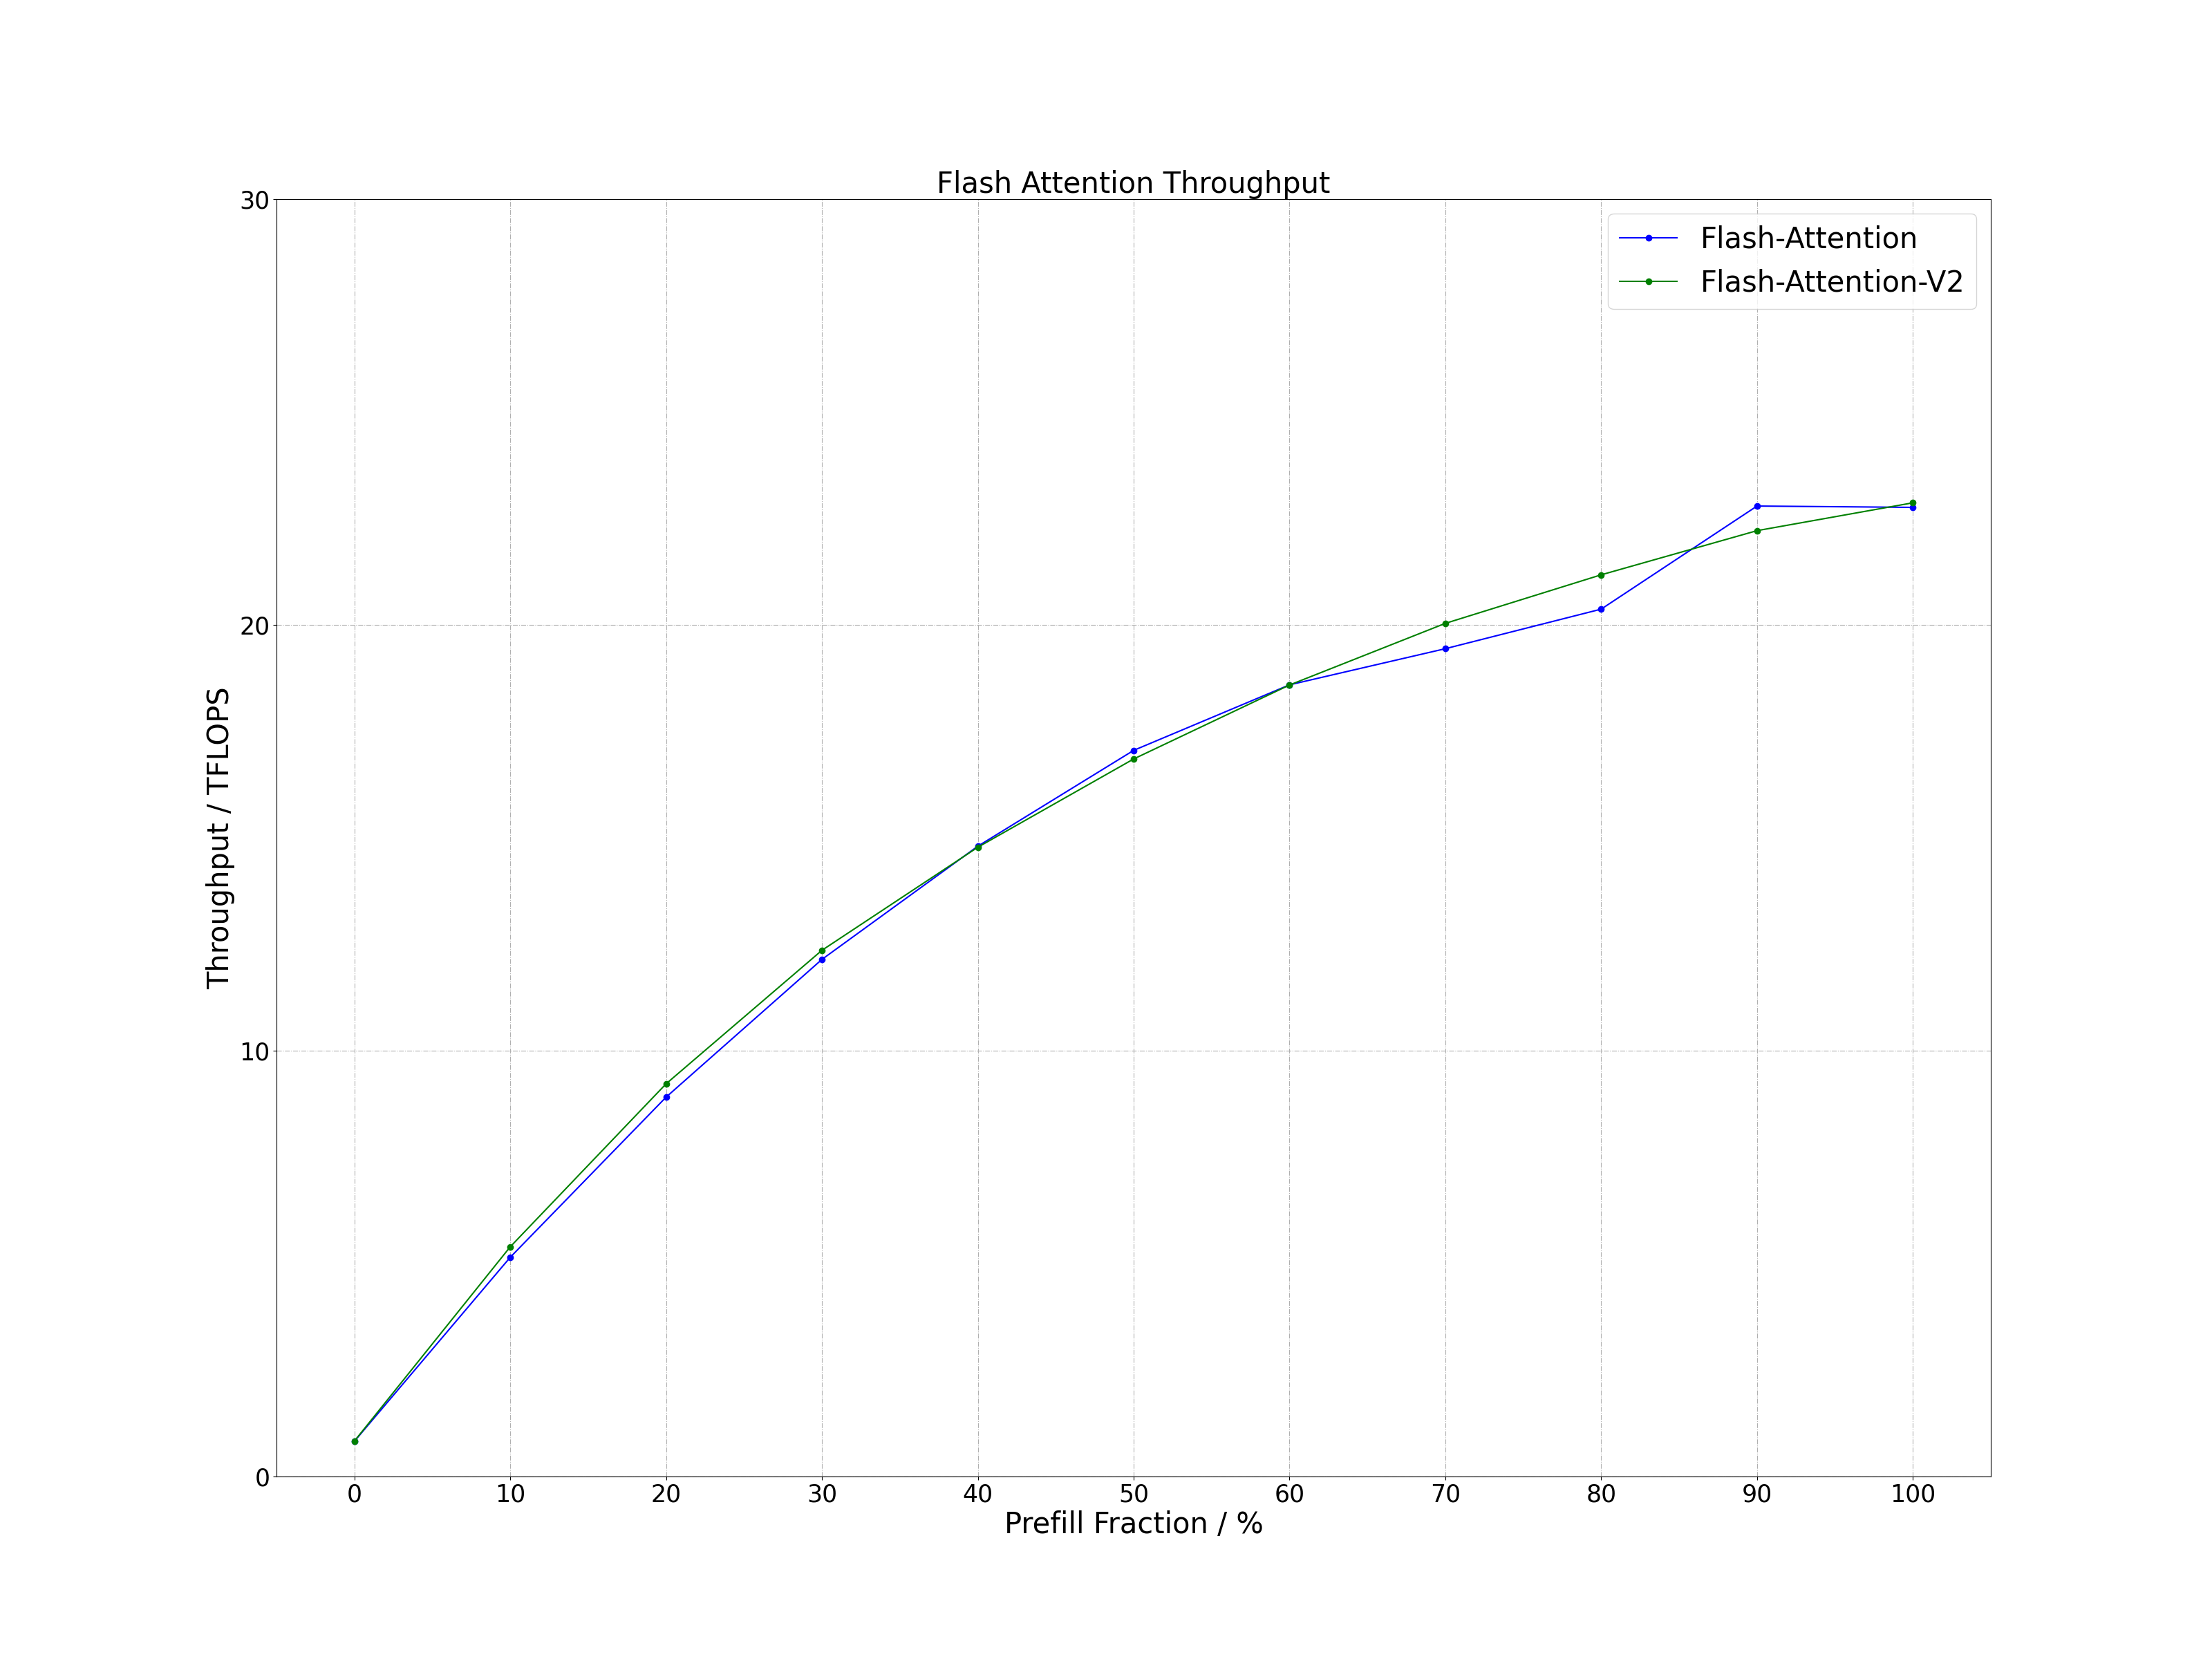 Flash Attention Throughput
30
20
10
0
Throughput / TFLOPS
Flash-Attention
Flash-Attention-V2
0 10 20 30 40 50 60 70 80 90 100
Prefill Fraction / %